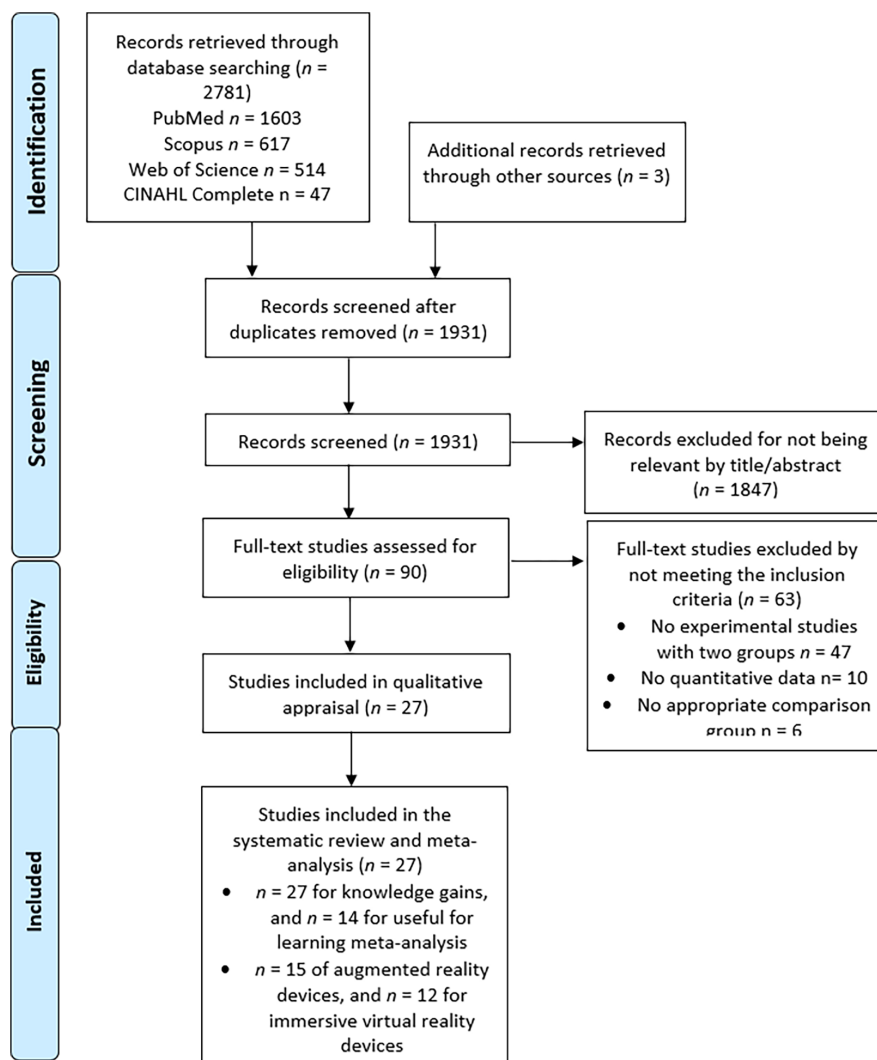 Identification
Records retrieved through
database searching (n =
2781)
PubMed n = 1603
Scopus n = 617
Web of Science n = 514
CINAHL Complete n = 47
Additional records retrieved
through other sources (n = 3)
Screening
Records screened after
duplicates removed (n = 1931)
Records screened (n = 1931)
Records excluded for not being
relevant by title/abstract
(n = 1847)
Full-text studies assessed for
eligibility (n = 90)
Full-text studies excluded by
not meeting the inclusion
criteria (n = 63)
• No experimental studies
with two groups n = 47
• No quantitative data n= 10
• No appropriate comparison
group n = 6
Eligibility
Studies included in qualitative
appraisal (n = 27)
Included
Studies included in the
systematic review and meta-
analysis (n = 27)
• n = 27 for knowledge gains,
and n = 14 for useful for
learning meta-analysis
• n = 15 of augmented reality
devices, and n = 12 for
immersive virtual reality
devices